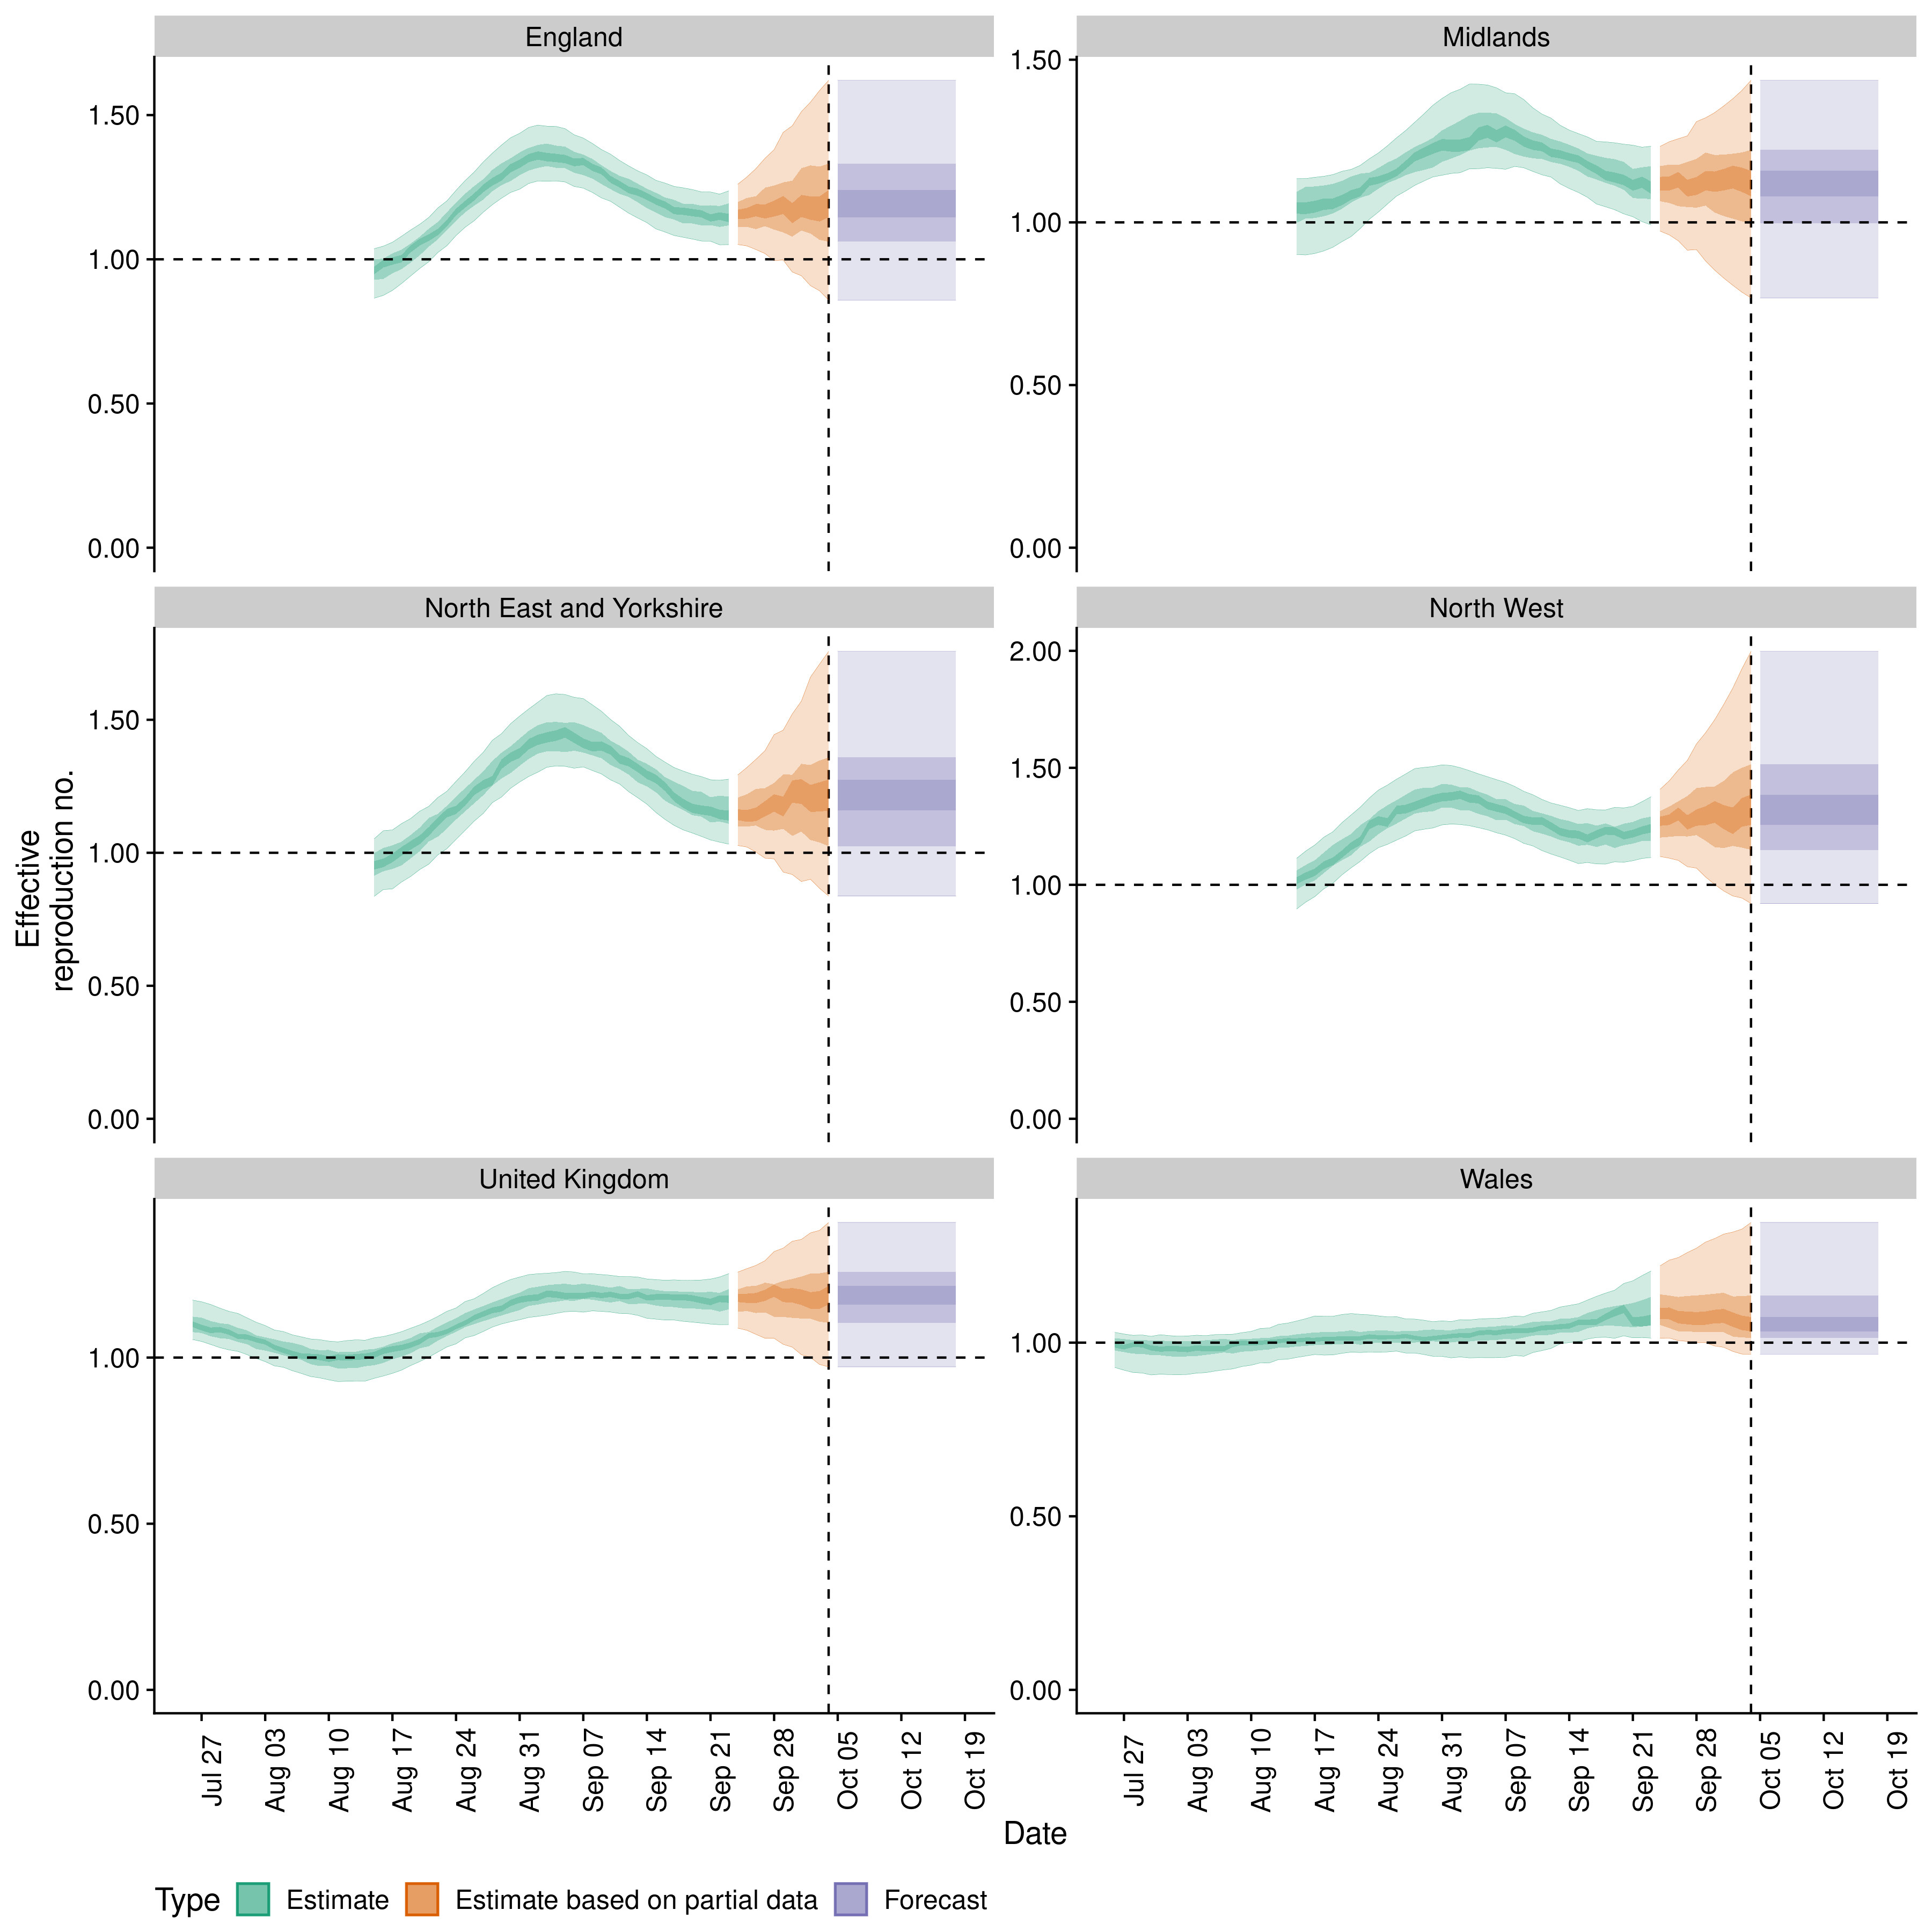 England
Midlands
1.50
1.00
0.50
0.00
1.50
1.00
0.50
0.00
North East and Yorkshire
North West
1.50
1.00
0.50
0.00
2.00
1.50
1.00
0.50
0.00
United Kingdom
Wales
1.00
0.50
0.00
1.00
0.50
0.00
Effective
reproduction no.
Jul 27
Aug 03
Aug 10
Aug 17
Aug 24
Aug 31
Sep 07
Sep 14
Sep 21
Sep 28
Oct 05
Oct 12
Oct 19
Jul 27
Aug 03
Aug 10
Aug 17
Aug 24
Aug 31
Sep 07
Sep 14
Sep 21
Sep 28
Oct 05
Oct 12
Oct 19
Date
Type Estimate Estimate based on partial data Forecast